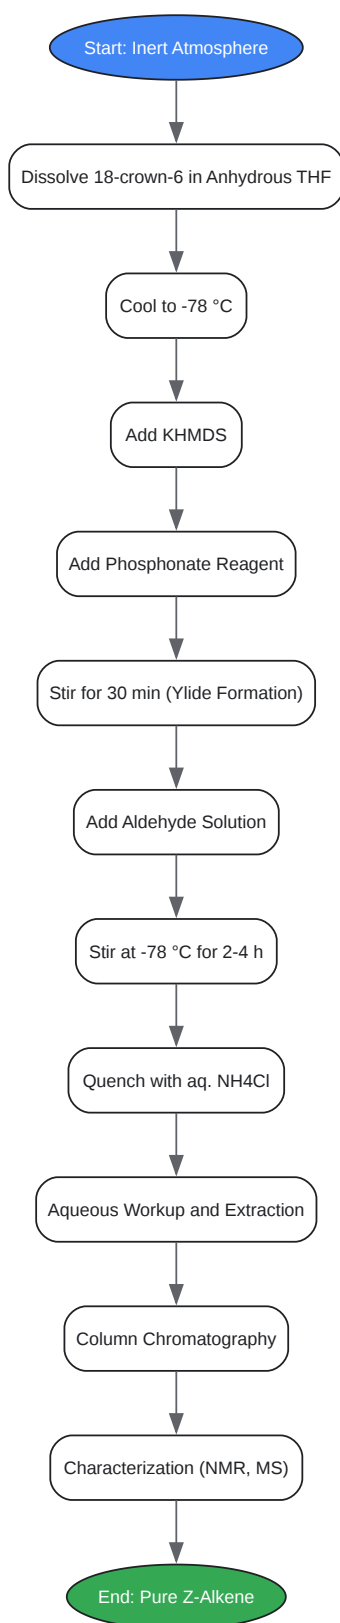 Start: Inert Atmosphere
Dissolve 18-crown-6 in Anhydrous THF
Cool to -78 °C
Add KHMDS
Add Phosphonate Reagent
Stir for 30 min (Ylide Formation)
Add Aldehyde Solution
Stir at -78 °C for 2-4 h
Quench with aq. NH4Cl
Aqueous Workup and Extraction
Column Chromatography
Characterization (NMR, MS)
End: Pure Z-Alkene